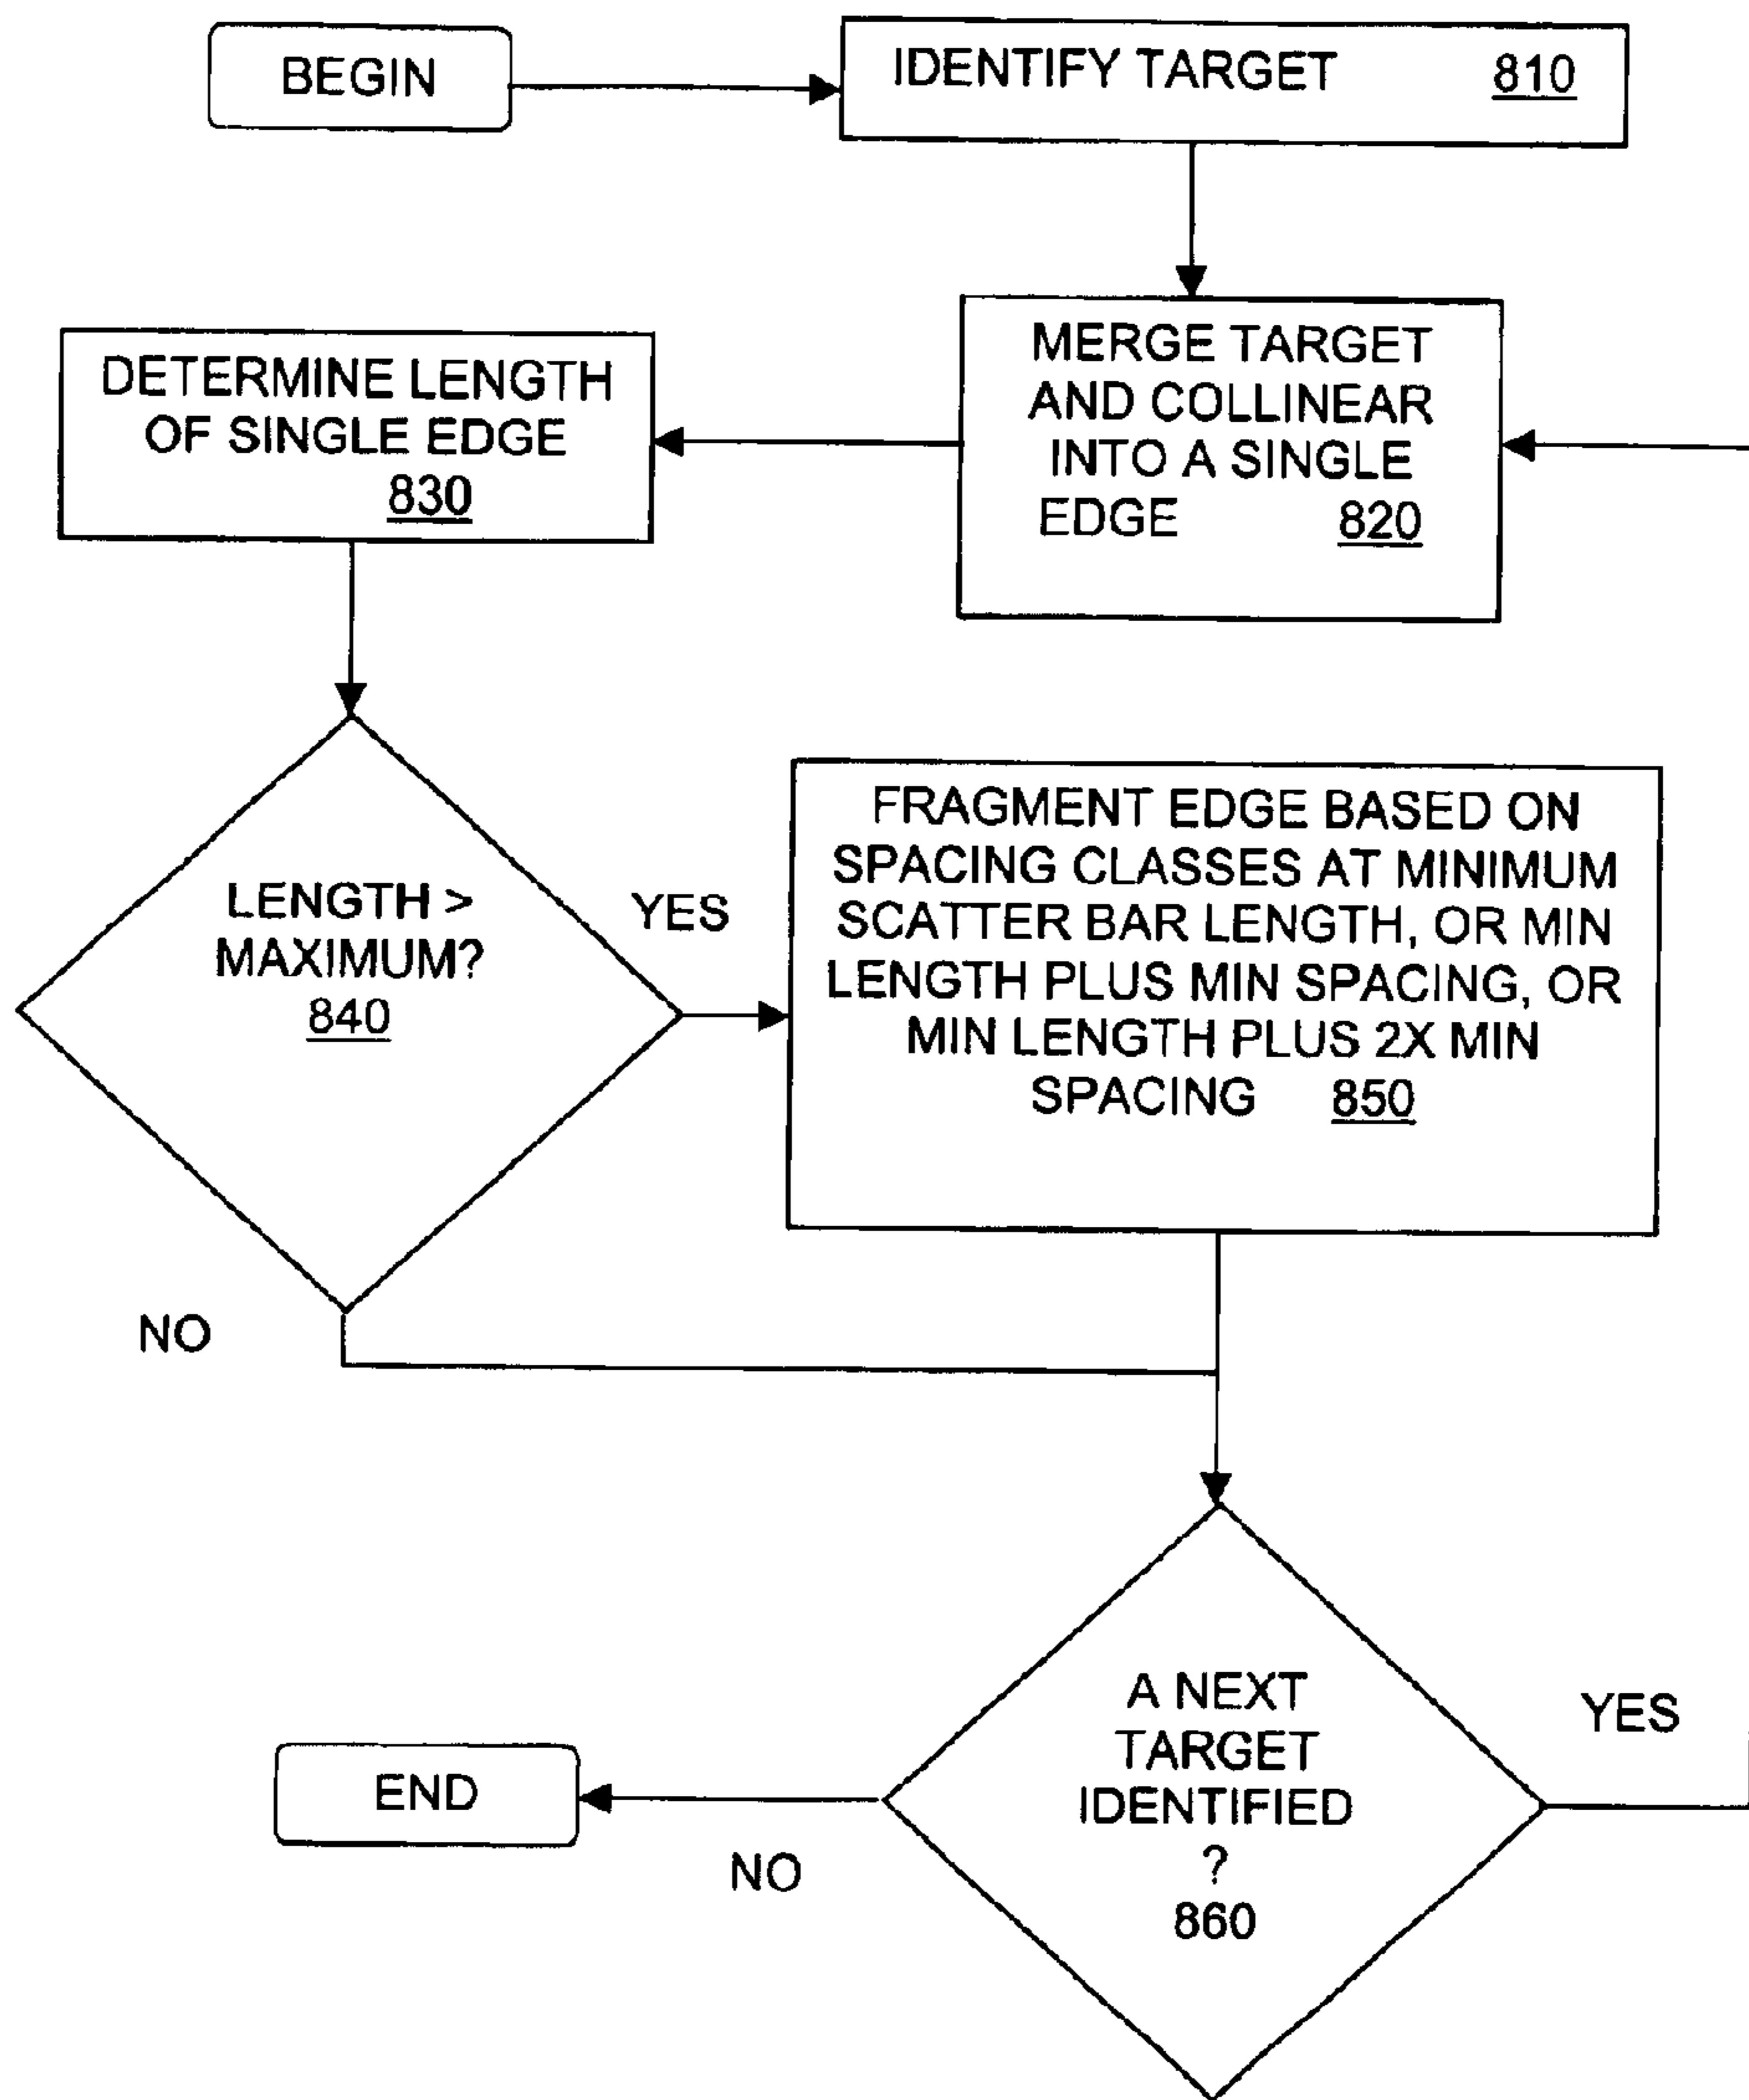 BEGIN
IDENTIFY TARGET 810
MERGE TARGET
AND COLLINEAR
INTO A SINGLE
EDGE 820
DETERMINE LENGTH
OF SINGLE EDGE
830
LENGTH >
MAXIMUM?
840
YES
NO
FRAGMENT EDGE BASED ON
SPACING CLASSES AT MINIMUM
SCATTER BAR LENGTH, OR MIN
LENGTH PLUS MIN SPACING, OR
MIN LENGTH PLUS 2X MIN
SPACING 850
A NEXT
TARGET
IDENTIFIED
?
860
YES
NO
END